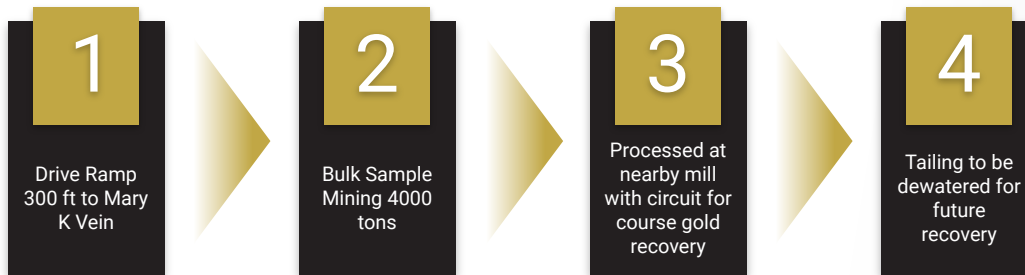 1
Drive Ramp
300 ft to Mary
K Vein
2
Bulk Sample
Mining 4000
tons
3
Processed at
nearby mill
with circuit for
course gold
recovery
4
Tailing to be
dewatered for
future
recovery